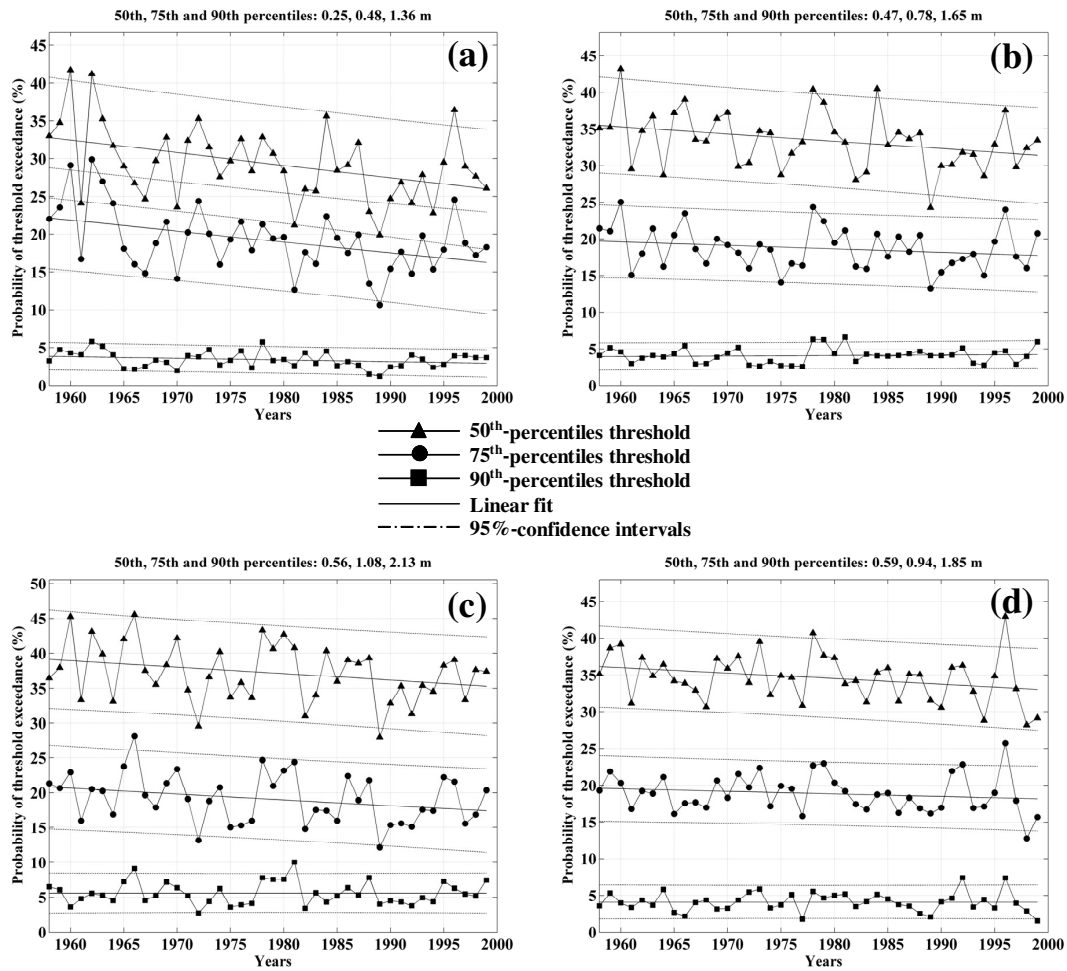 50th, 75th and 90th percentiles: 0.25, 0.48, 1.36 m
(a)
Probability of threshold exceedance (%)
45
40
35
30
25
20
15
10
5
0
1960 1965 1970 1975 1980 1985 1990 1995 2000
Years
50th, 75th and 90th percentiles: 0.47, 0.78, 1.65 m
(b)
Probability of threshold exceedance (%)
45
40
35
30
25
20
15
10
5
0
1960 1965 1970 1975 1980 1985 1990 1995 2000
Years
50th-percentiles threshold
75th-percentiles threshold
90th-percentiles threshold
Linear fit
95%-confidence intervals
50th, 75th and 90th percentiles: 0.56, 1.08, 2.13 m
(c)
Probability of threshold exceedance (%)
50
45
40
35
30
25
20
15
10
5
0
1960 1965 1970 1975 1980 1985 1990 1995 2000
Years
50th, 75th and 90th percentiles: 0.59, 0.94, 1.85 m
(d)
Probability of threshold exceedance (%)
45
40
35
30
25
20
15
10
5
0
1960 1965 1970 1975 1980 1985 1990 1995 2000
Years